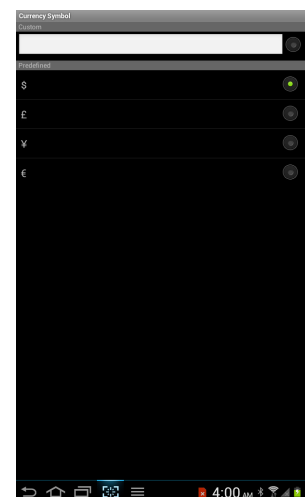 Currency Symbol
Custom
Predefined
$
£
¥
€
4:00 AM